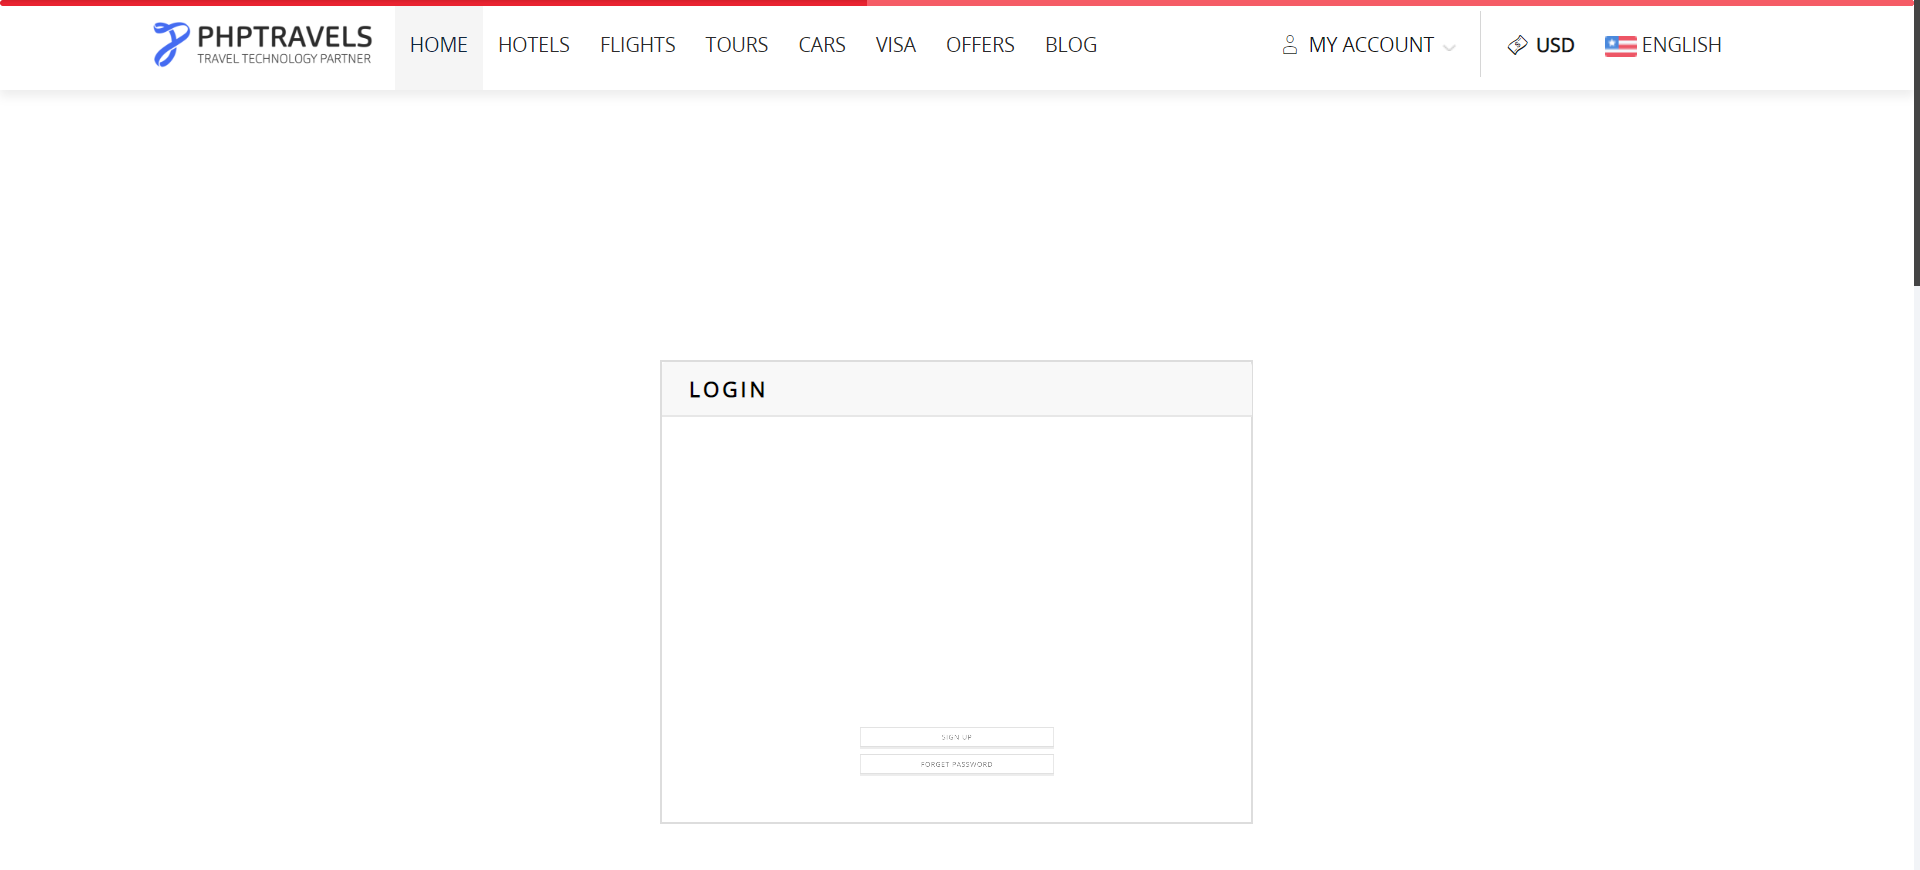 PHPTRAVELS
TRAVEL TECHNOLOGY PARTNER
HOME HOTELS FLIGHTS TOURS CARS VISA OFFERS BLOG MY ACCOUNT USD ENGLISH
LOGIN
SIGN UP
FORGET PASSWORD